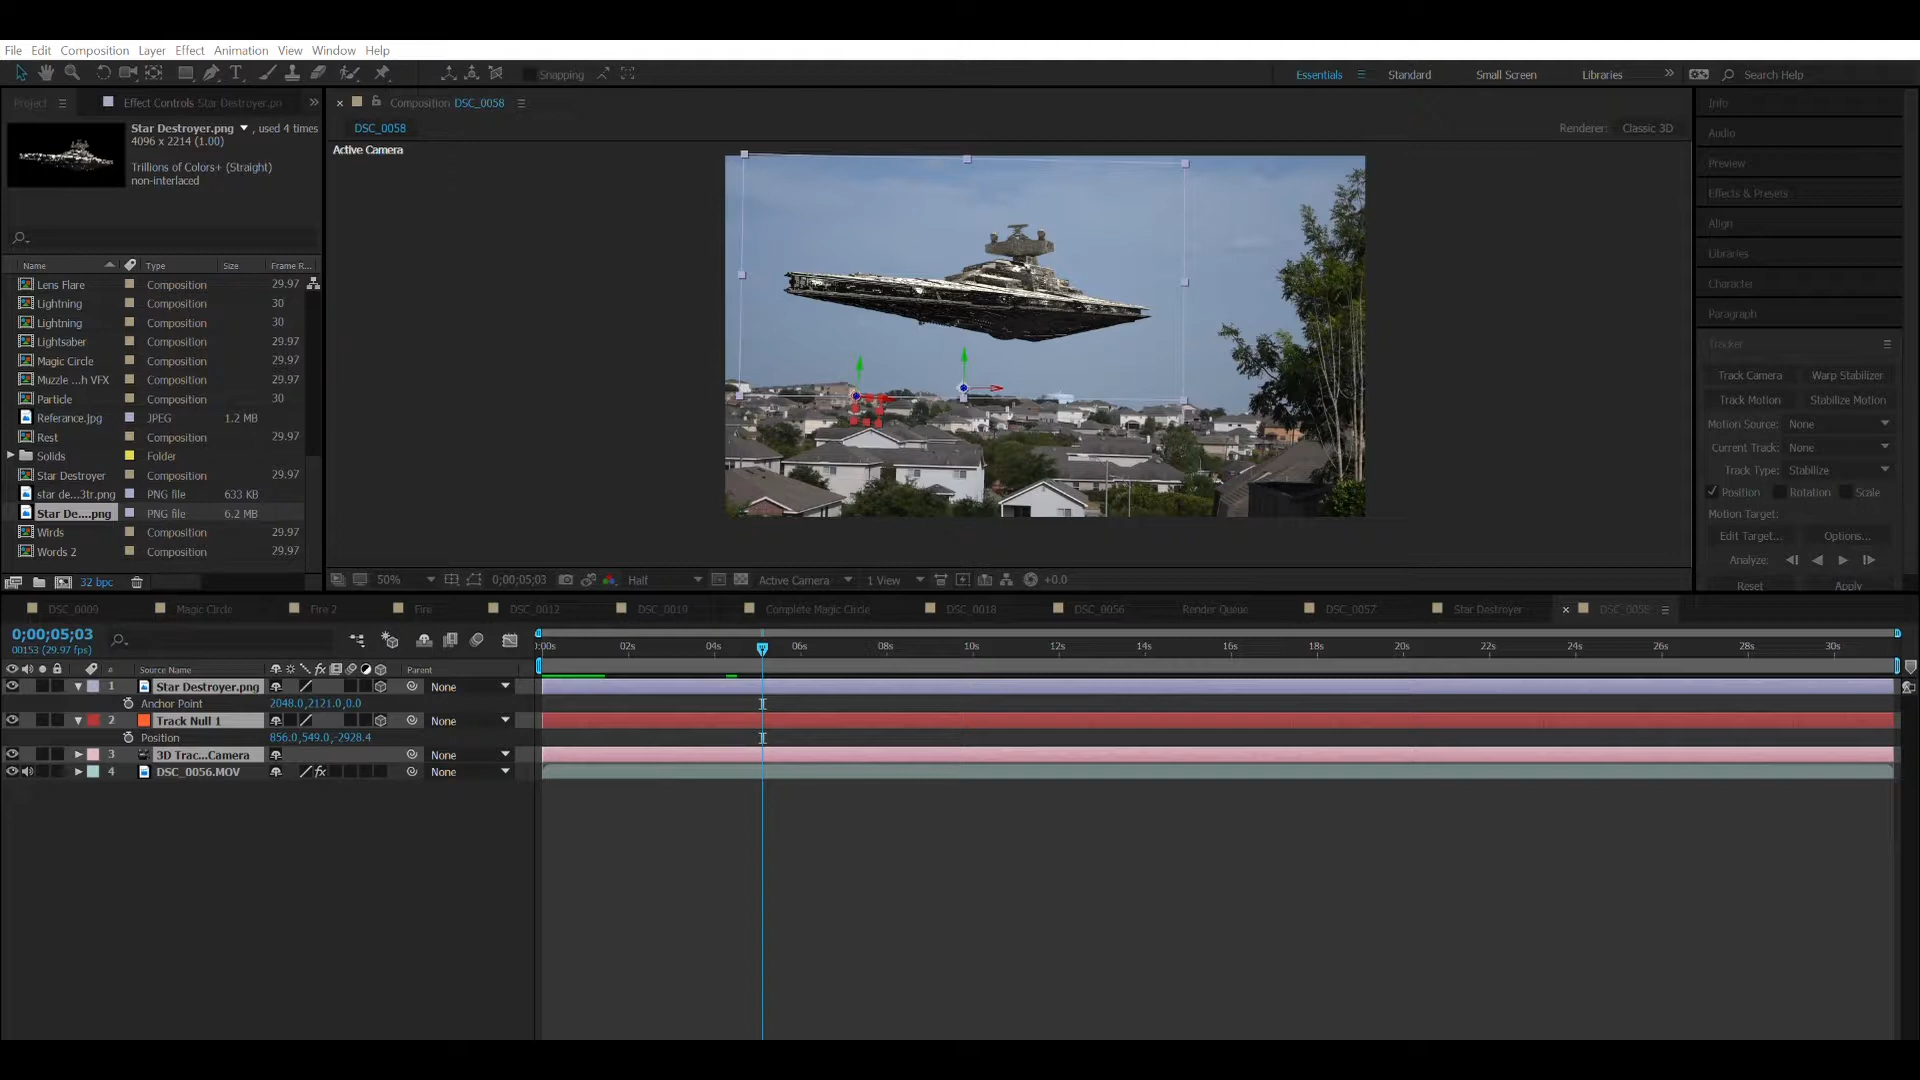 File Edit Composition Layer Effect Animation View Window Help
Snapping
Essentials Standard Small Screen Libraries Search Help
Project Effect Controls Star Destroyer.pn
Composition DSC_0058
Star Destroyer.png , used 4 times
4096 x 2214 (1.00)
Trillions of Colors+ (Straight)
non-interlaced
DSC_0058
Renderer: Classic 3D
Active Camera
Name Type Size Frame R...
Lens Flare Composition 29.97
Lightning Composition 30
Lightning Composition 30
Lightsaber Composition 29.97
Magic Circle Composition 29.97
Muzzle ...h VFX Composition 29.97
Particle Composition 30
Referance.jpg JPEG 1.2 MB
Rest Composition 29.97
Solids Folder
Star Destroyer Composition 29.97
star de...3tr.png PNG file 633 KB
Star De....png PNG file 6.2 MB
Wirds Composition 29.97
Words 2 Composition 29.97
32 bpc
50% 0;00;05;03 Half Active Camera 1 View +0.0
Info
Audio
Preview
Effects & Presets
Align
Libraries
Character
Paragraph
Tracker
Track Camera Warp Stabilizer
Track Motion Stabilize Motion
Motion Source: None
Current Track: None
Track Type: Stabilize
Position Rotation Scale
Motion Target:
Edit Target... Options...
Analyze:
Reset Apply
DSC_0009 Magic Circle Fire 2 Fire DSC_0012 DSC_0019 Complete Magic Circle DSC_0018 DSC_0056 Render Queue DSC_0057 Star Destroyer DSC_0058
0;00;05;03
00153 (29.97 fps)
:00s 02s 04s 06s 08s 10s 12s 14s 16s 18s 20s 22s 24s 26s 28s 30s
# Source Name fx Parent
1 Star Destroyer.png None
Anchor Point 2048.0,2121.0,0.0
2 Track Null 1 None
Position 856.0,549.0,-2928.4
3 3D Trac...Camera None
4 DSC_0056.MOV fx None